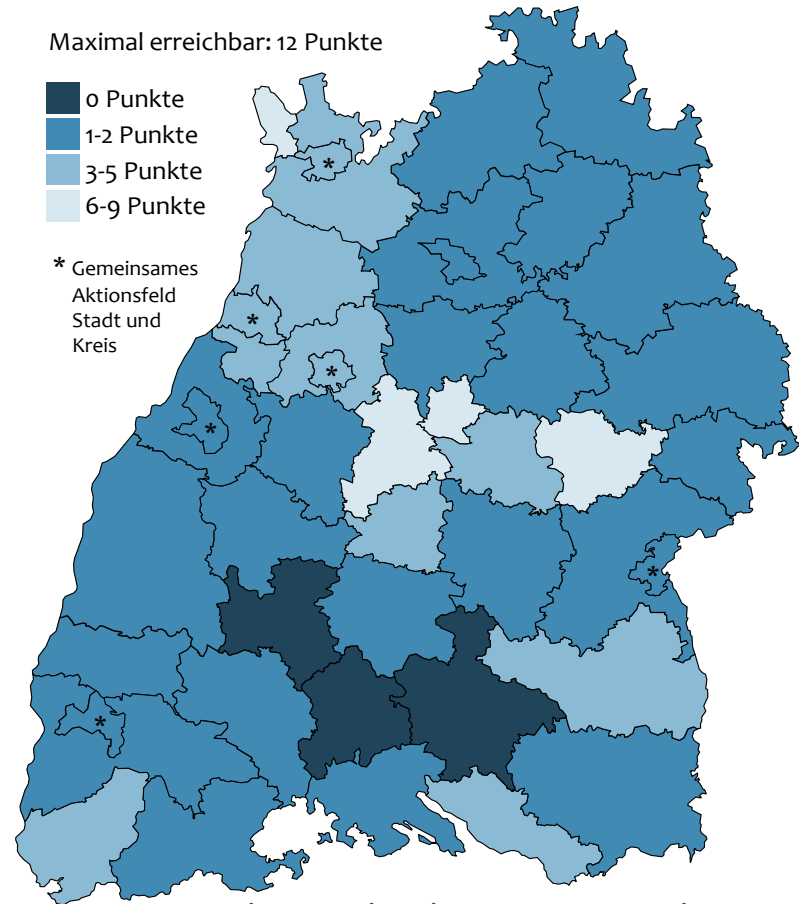 Maximal erreichbar: 12 Punkte
0 Punkte
1-2 Punkte
3-5 Punkte
6-9 Punkte
* Gemeinsames
Aktionsfeld
Stadt und
Kreis
*
*
*
*
*
*